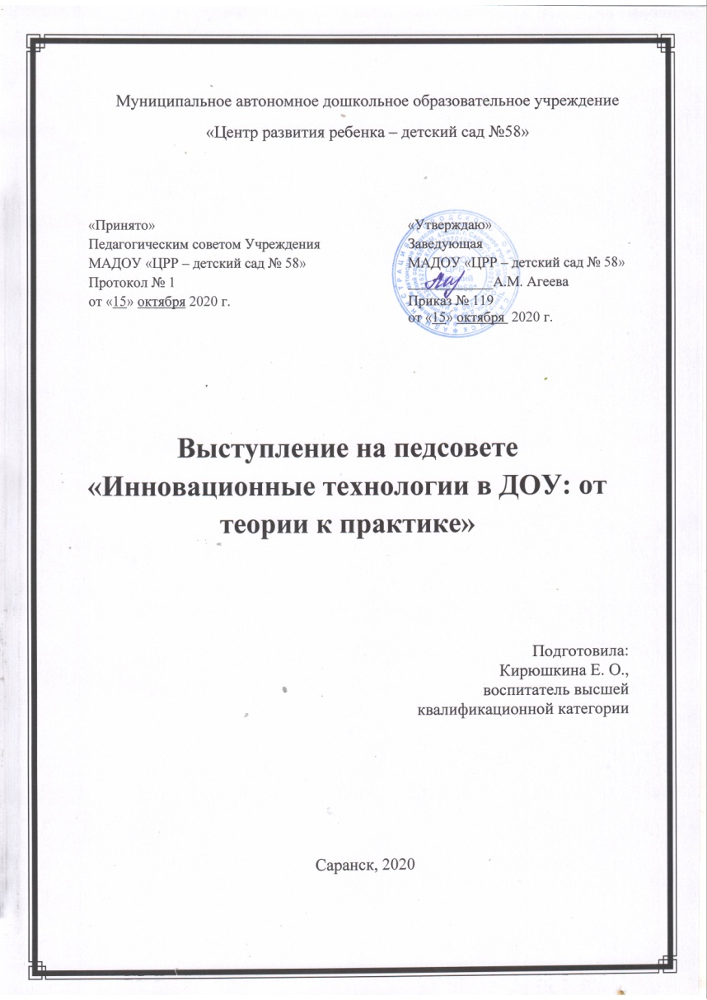 Муниципальное автономное дошкольное образовательное учреждение
«Центр развития ребенка – детский сад №58»
«Принято»
Педагогическим советом Учреждения
МАДОУ «ЦРР – детский сад № 58»
Протокол № 1
от «15» октября 2020 г.
«Утверждаю»
Заведующая
МАДОУ «ЦРР – детский сад № 58»
____________А.М. Агеева
Приказ № 119
от «15» октября 2020 г.
Выступление на педсовете
«Инновационные технологии в ДОУ: от
теории к практике»
Подготовила:
Кирюшкина Е. О.,
воспитатель высшей
квалификационной категории
Саранск, 2020